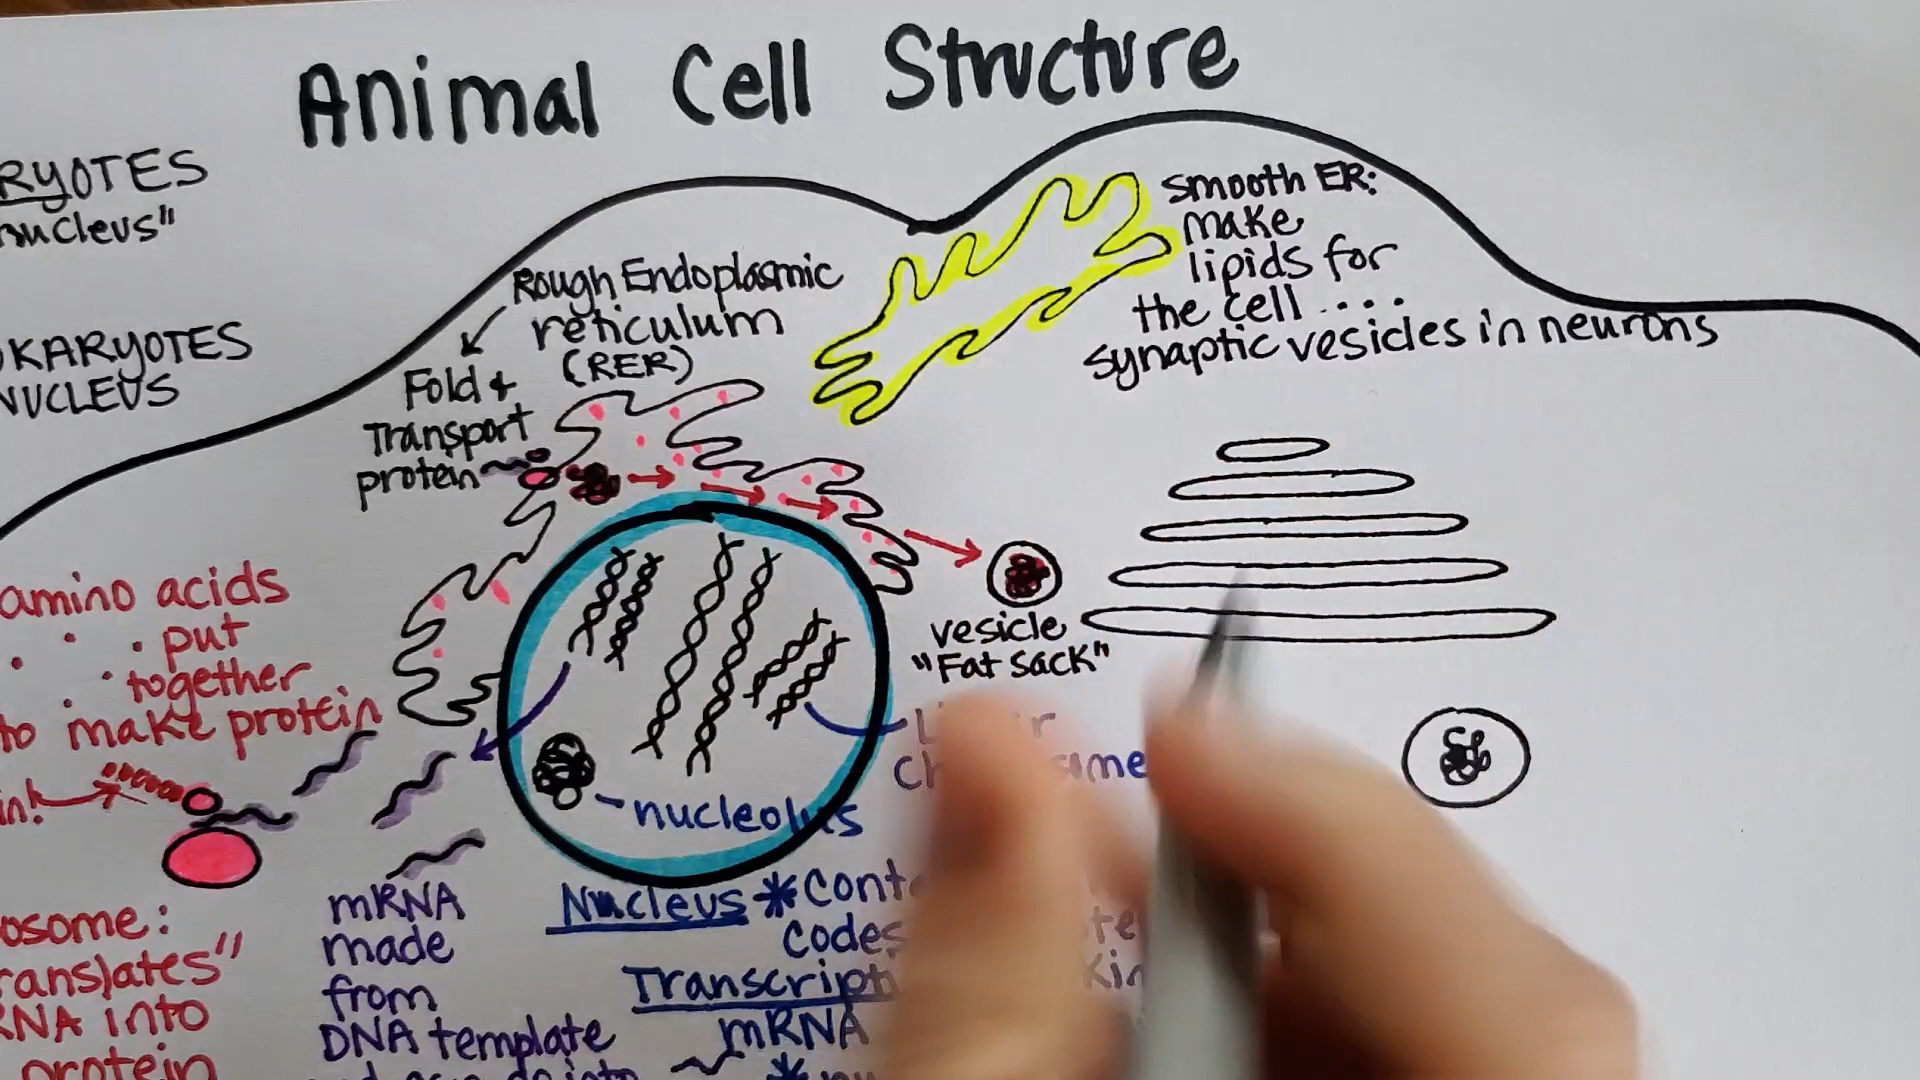 Animal Cell Structure
RYOTES
nucleus"
KARYOTES
NUCLEUS
Rough Endoplasmic
reticulum
(RER)
Fold +
Transport
protein
smooth ER:
make
lipids for
the cell ....
synaptic vesicles in neurons
vesicle
"Fat sack"
amino acids
put
together
to make protein
in!
nucleolus
Nucleus *
Codes
Transcript
mRNA
mRNA
made
from
DNA template
osome:
ranslates"
RNA into
protein